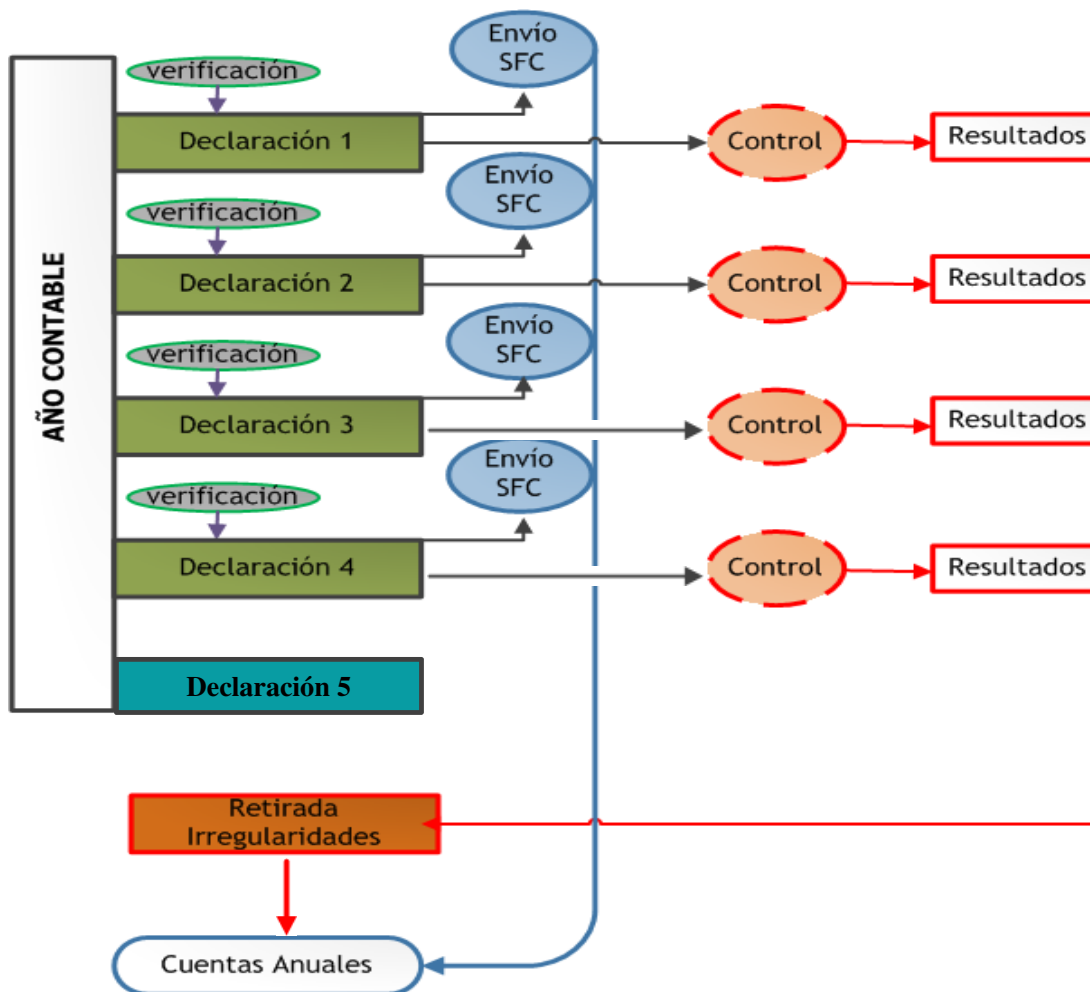 Envío
SFC
verificación
Declaración 1
Control
Resultados
Envío
SFC
verificación
Declaración 2
Control
Resultados
Envío
SFC
verificación
Declaración 3
Control
Resultados
Envío
SFC
verificación
Declaración 4
Control
Resultados
AÑO CONTABLE
Declaración 5
Retirada
Irregularidades
Cuentas Anuales